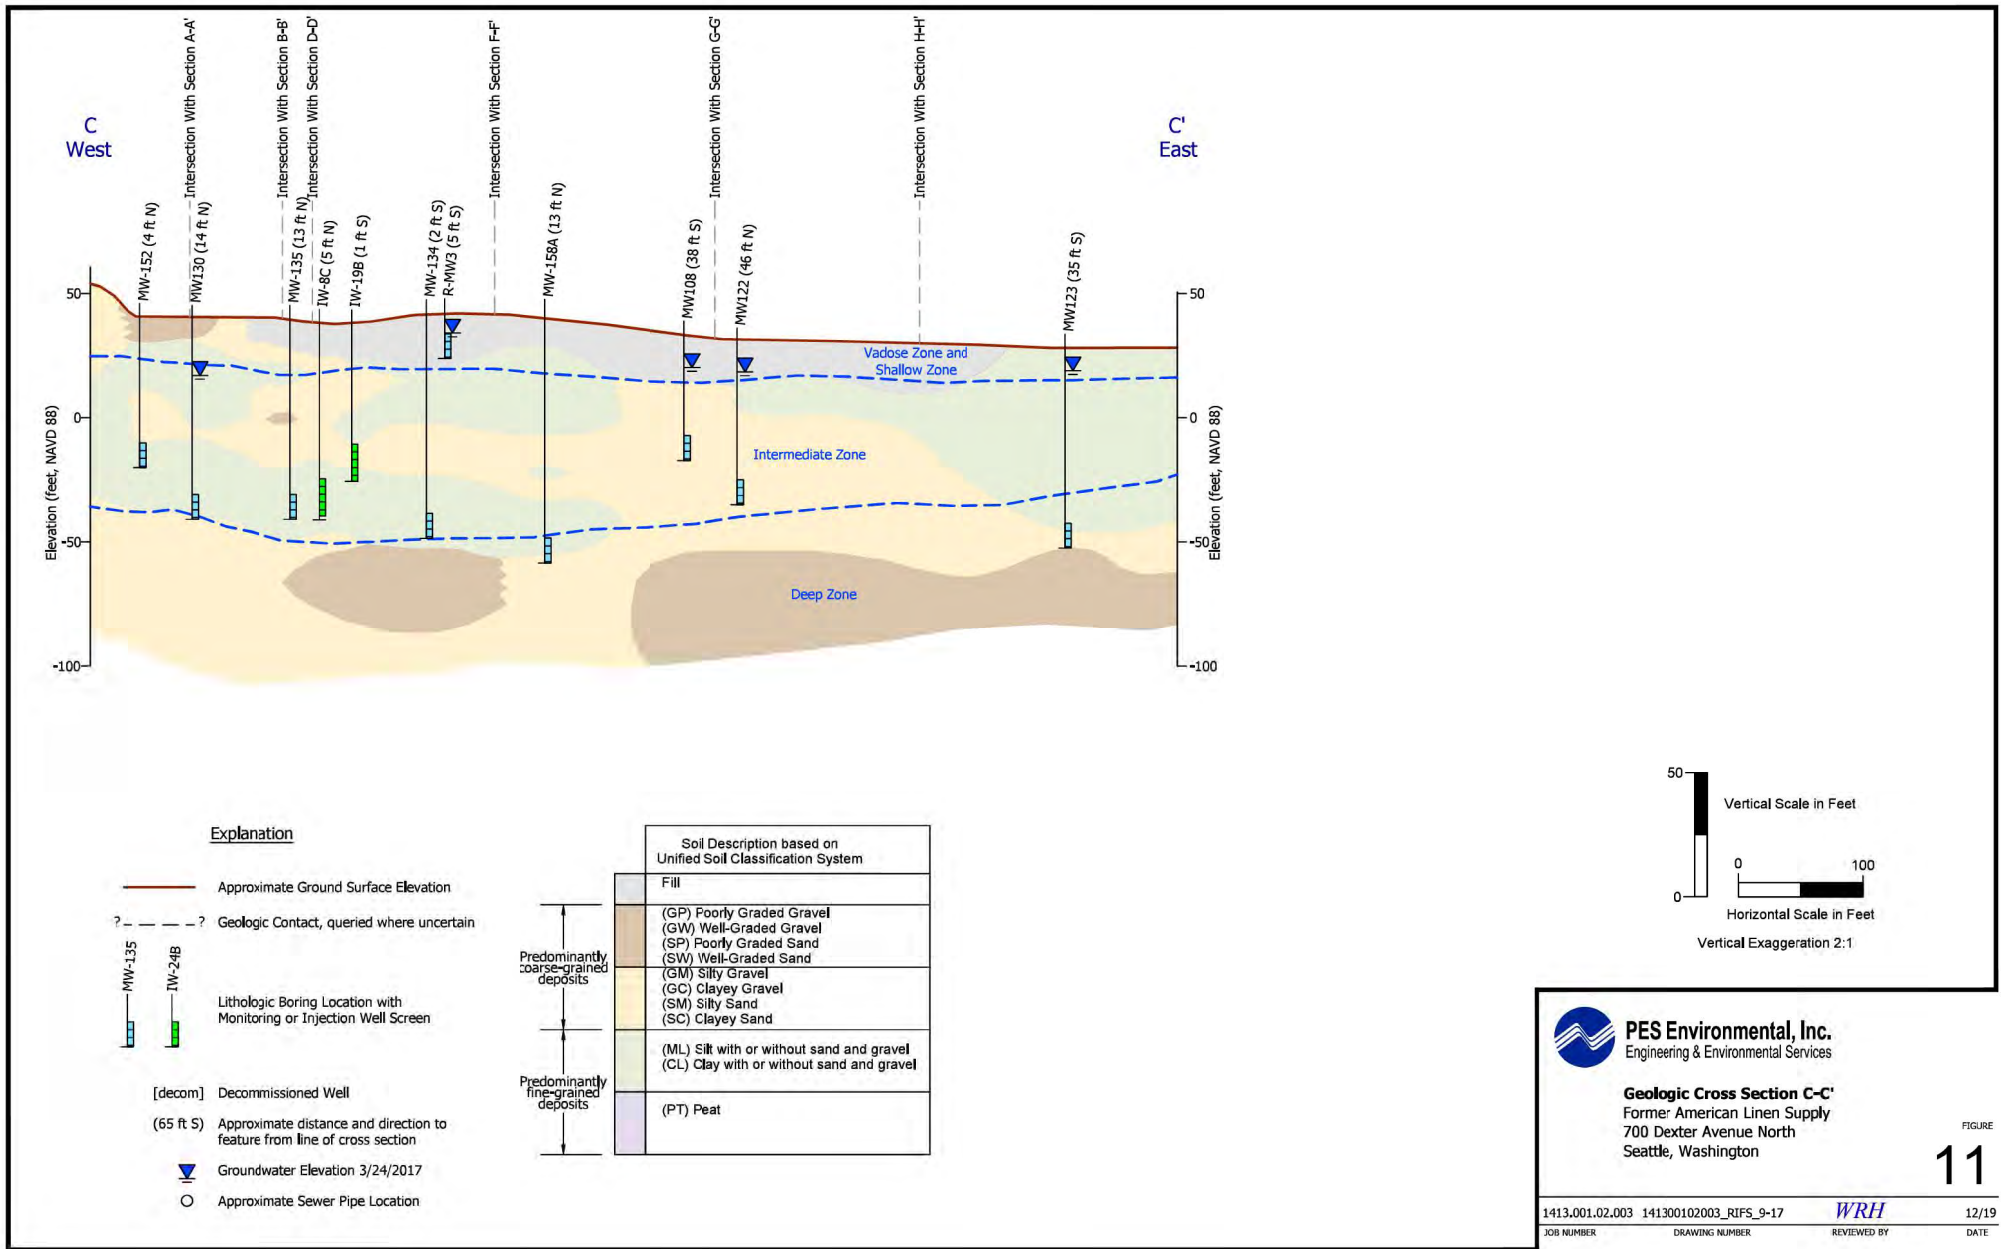 Intersection With Section A-A'
Intersection With Section B-B'
Intersection With Section D-D'
Intersection With Section F-F'
Intersection With Section G-G'
Intersection With Section H-H'
C
West
C'
East
MW-152 (4 ft N)
MW130 (14 ft N)
MW-135 (13 ft N)
IW-8C (5 ft N)
IW-19B (1 ft S)
MW-134 (2 ft S)
R-MW3 (5 ft S)
MW-158A (13 ft N)
MW108 (38 ft S)
MW122 (46 ft N)
MW123 (35 ft S)
50
0
-50
-100
Elevation (feet, NAVD 88)
50
0
-50
-100
Elevation (feet, NAVD 88)
Vadose Zone and
Shallow Zone
Intermediate Zone
Deep Zone
Explanation
Approximate Ground Surface Elevation
? ?
Geologic Contact, queried where uncertain
MW-135
IW-24B
Lithologic Boring Location with
Monitoring or Injection Well Screen
[decom] Decommissioned Well
(65 ft S) Approximate distance and direction to
feature from line of cross section
Groundwater Elevation 3/24/2017
Approximate Sewer Pipe Location
Soil Description based on
Unified Soil Classification System
Fill
Predominantly
coarse-grained
deposits
(GP) Poorly Graded Gravel
(GW) Well-Graded Gravel
(SP) Poorly Graded Sand
(SW) Well-Graded Sand
(GM) Silty Gravel
(GC) Clayey Gravel
(SM) Silty Sand
(SC) Clayey Sand
Predominantly
fine-grained
deposits
(ML) Silt with or without sand and gravel
(CL) Clay with or without sand and gravel
(PT) Peat
50
0
Vertical Scale in Feet
0 100
Horizontal Scale in Feet
Vertical Exaggeration 2:1
PES Environmental, Inc.
Engineering & Environmental Services
Geologic Cross Section C-C'
Former American Linen Supply
700 Dexter Avenue North
Seattle, Washington
FIGURE
11
1413.001.02.003 141300102003_RIFS_9-17 WRH 12/19
JOB NUMBER DRAWING NUMBER REVIEWED BY DATE